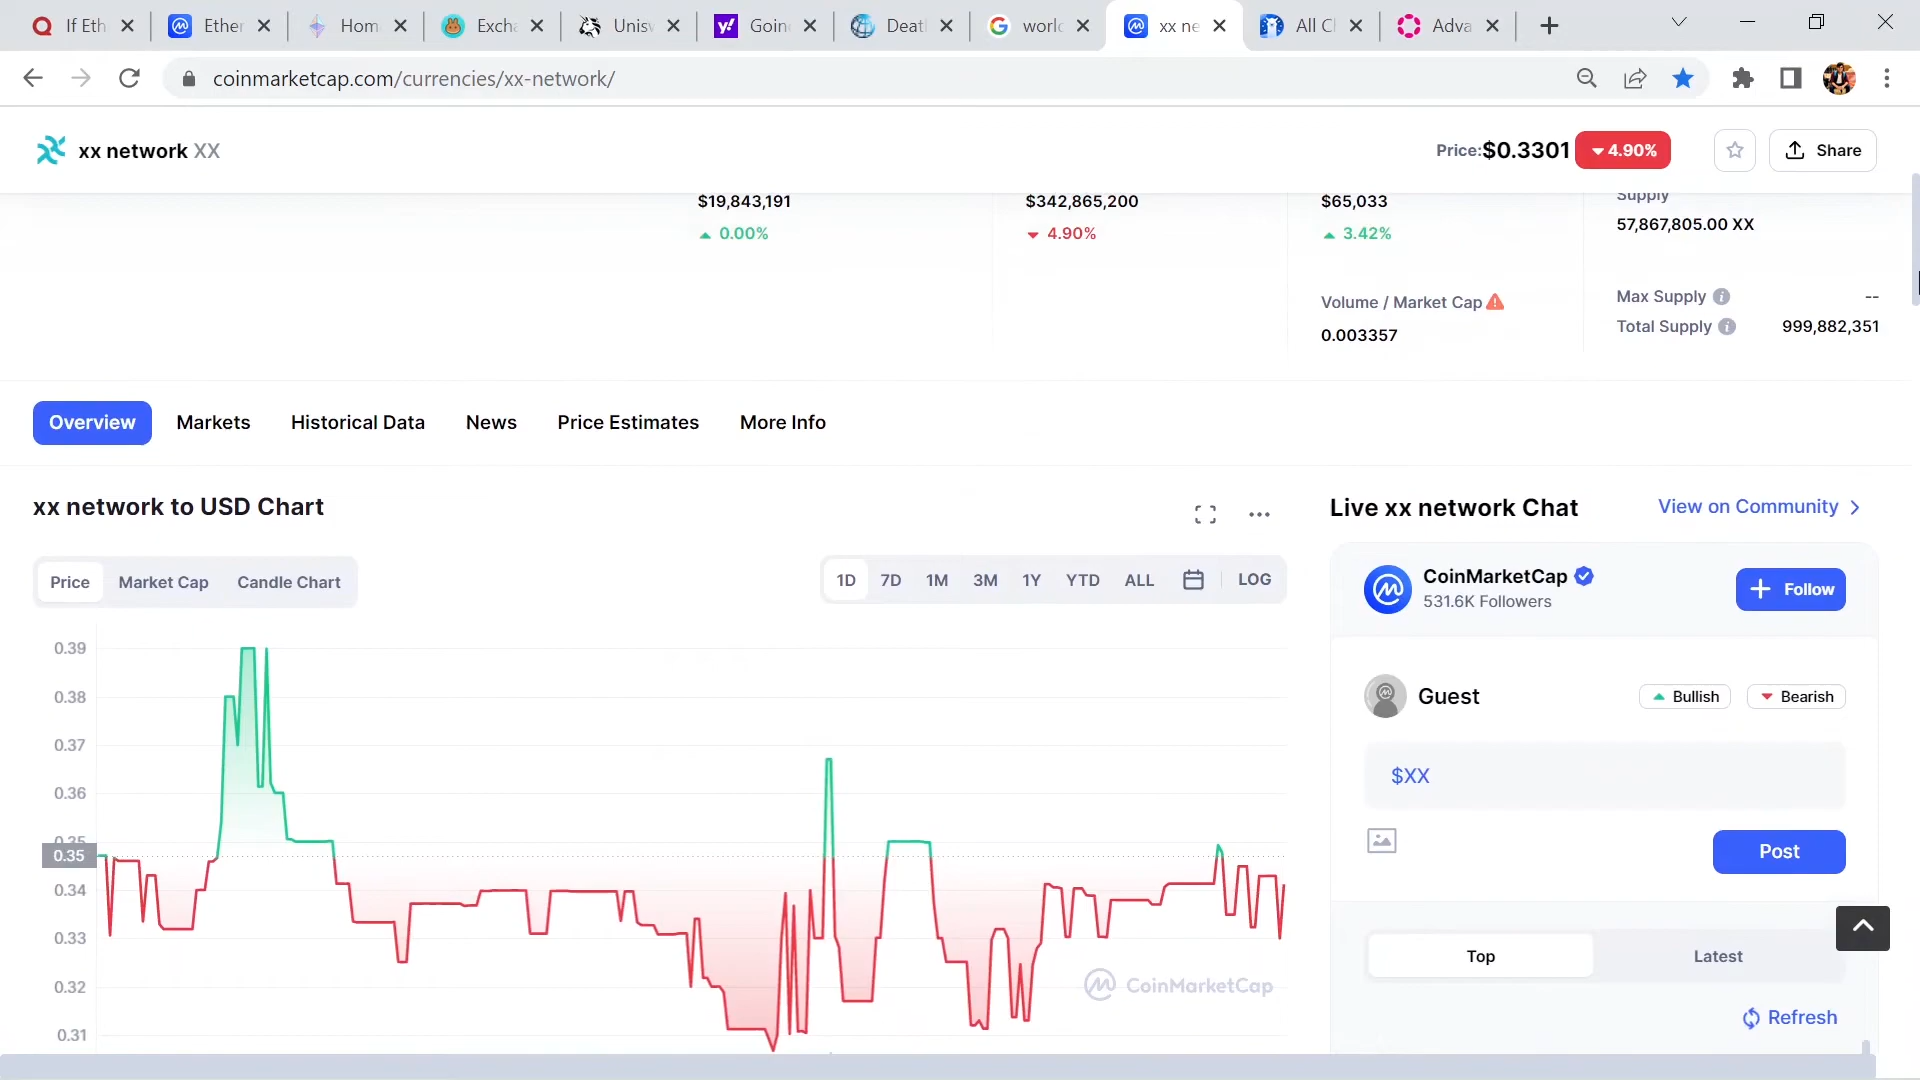 If Eth
Ether
Hom
Excha
Unisw
Goin
Deat
worl
xx ne
All Cl
Adva
coinmarketcap.com/currencies/xx-network/
xx network XX
Price:$0.3301
4.90%
Share
$19,843,191
0.00%
$342,865,200
4.90%
$65,033
3.42%
Supply
57,867,805.00 XX
Volume / Market Cap
0.003357
Max Supply
--
Total Supply
999,882,351
Overview
Markets
Historical Data
News
Price Estimates
More Info
xx network to USD Chart
Live xx network Chat
View on Community
Price
Market Cap
Candle Chart
1D
7D
1M
3M
1Y
YTD
ALL
LOG
CoinMarketCap
531.6K Followers
Follow
Guest
Bullish
Bearish
$XX
Post
Top
Latest
Refresh
0.39
0.38
0.37
0.36
0.35
0.35
0.34
0.33
0.32
0.31
CoinMarketCap